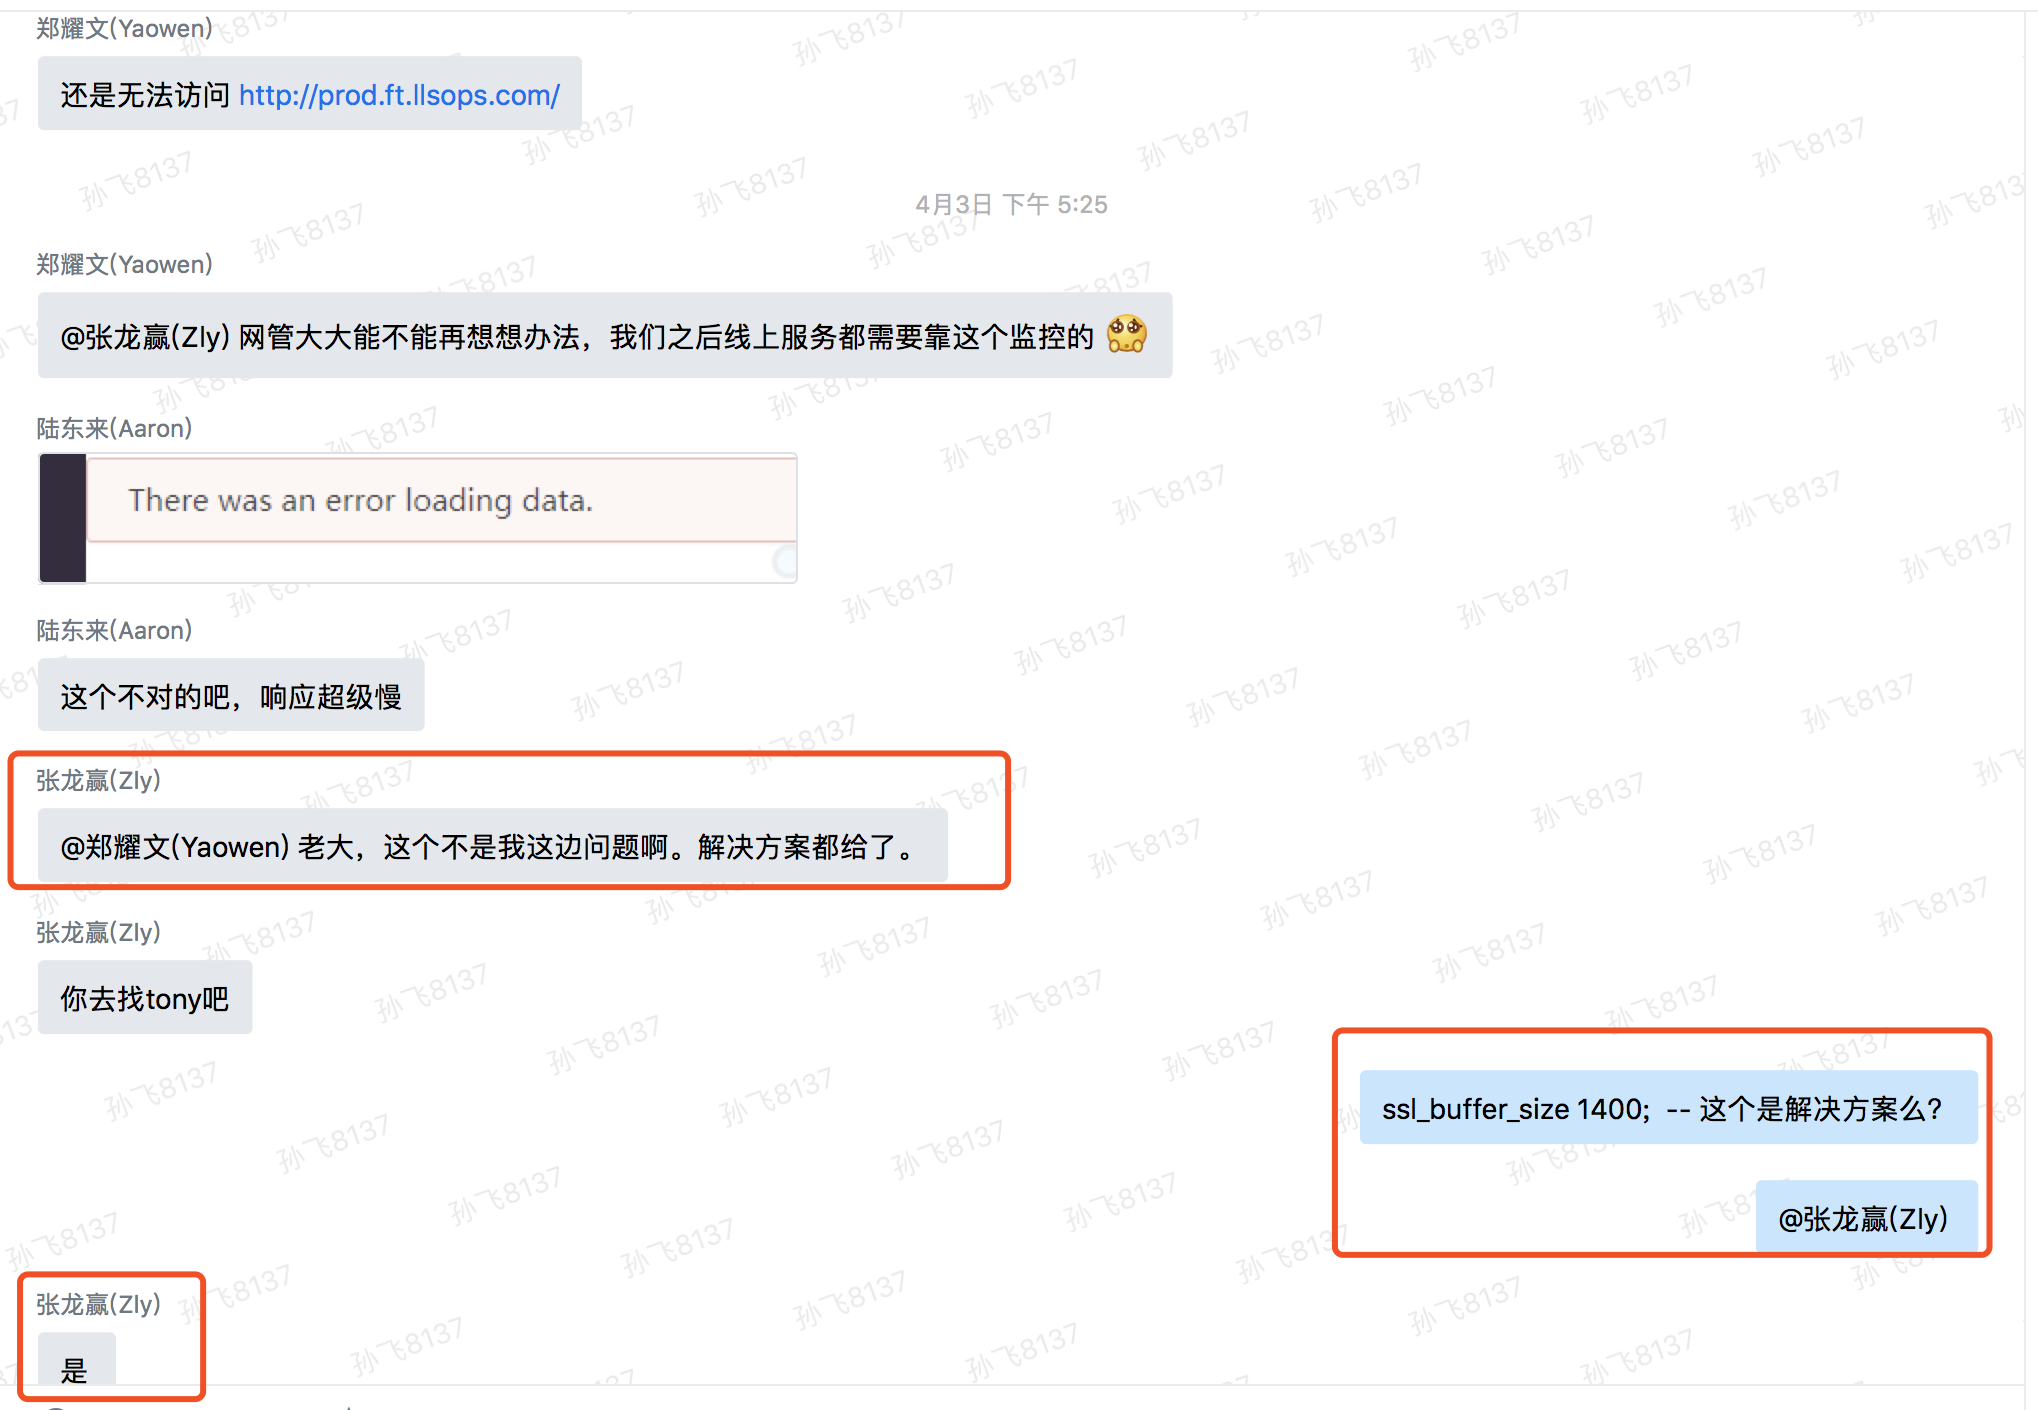 郑耀文(Yaowen)
还是无法访问 http://prod.ft.llsops.com/
4月3日 下午 5:25
郑耀文(Yaowen)
@张龙赢(Zly) 网管大大能不能再想想办法，我们之后线上服务都需要靠这个监控的
陆东来(Aaron)
There was an error loading data.
陆东来(Aaron)
这个不对的吧，响应超级慢
张龙赢(Zly)
@郑耀文(Yaowen) 老大，这个不是我这边问题啊。解决方案都给了。
张龙赢(Zly)
你去找tony吧
ssl_buffer_size 1400;  -- 这个是解决方案么?
@张龙赢(Zly)
张龙赢(Zly)
是
孙飞8137